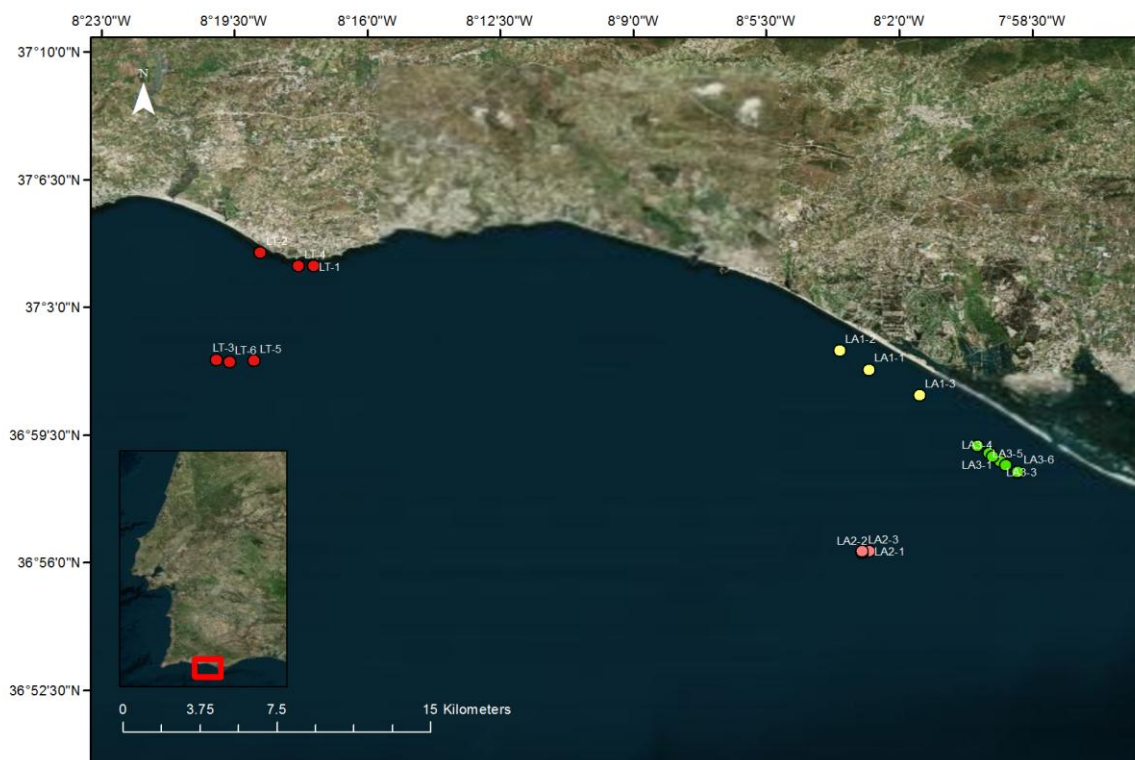 8°23'0"W
8°19'30"W
8°16'0"W
8°12'30"W
8°9'0"W
8°5'30"W
8°2'0"W
7°58'30"W
37°10'0"N
37°6'30"N
37°3'0"N
36°59'30"N
36°56'0"N
36°52'30"N
N
LT-2
LT-1
LT-3
LT-6
LT-5
LA1-2
LA1-1
LA1-3
LA3-4
LA3-5
LA3-1
LA3-6
LA3-3
LA2-2
LA2-3
LA2-1
0
3.75
7.5
15 Kilometers